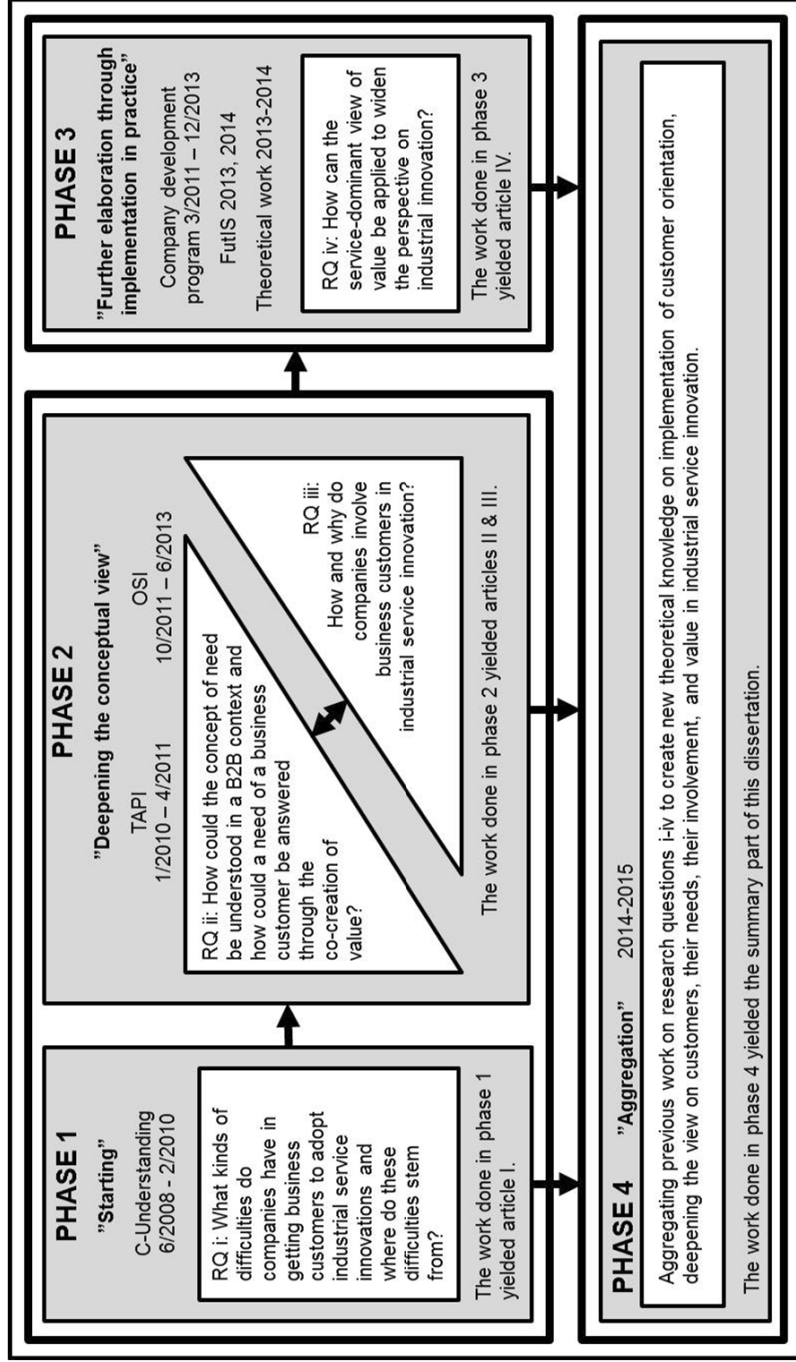 PHASE 1
”Starting”
C-Understanding
6/2008 - 2/2010
RQ i: What kinds of
difficulties do
companies have in
getting business
customers to adopt
industrial service
innovations and
where do these
difficulties stem
from?
The work done in phase 1
yielded article I.
PHASE 2
”Deepening the conceptual view”
TAPI
1/2010 – 4/2011
OSI
10/2011 – 6/2013
RQ ii: How could the concept of need
be understood in a B2B context and
how could a need of a business
customer be answered
through the
co-creation of
value?
RQ iii:
How and why do
companies involve
business customers in
industrial service innovation?
The work done in phase 2 yielded articles II & III.
PHASE 3
”Further elaboration through
implementation in practice”
Company development
program 3/2011 – 12/2013
FutIS 2013, 2014
Theoretical work 2013-2014
RQ iv: How can the
service-dominant view of
value be applied to widen
the perspective on
industrial innovation?
The work done in phase 3
yielded article IV.
PHASE 4 ”Aggregation” 2014-2015
Aggregating previous work on research questions i-iv to create new theoretical knowledge on implementation of customer orientation,
deepening the view on customers, their needs, their involvement, and value in industrial service innovation.
The work done in phase 4 yielded the summary part of this dissertation.